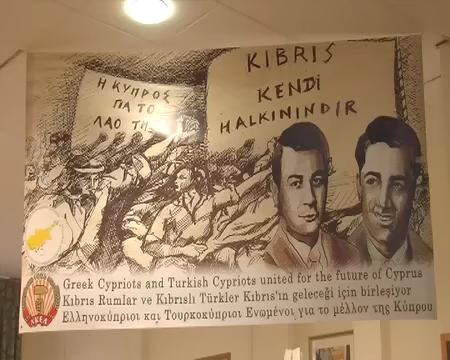 Η ΚΥΠΡΟΣ
ΓΙΑ ΤΟ
ΛΑΟ ΤΗΣ
KIBRIS
KENDi
HALKININDIR
Greek Cypriots and Turkish Cypriots united for the future of Cyprus
Kıbrıs Rumlar ve Kıbrıslı Türkler Kıbrıs'ın geleceği için birleşiyor
Ελληνοκύπριοι και Τουρκοκύπριοι Ενωμένοι για το μέλλον της Κύπρου
ΑΚΕΛ